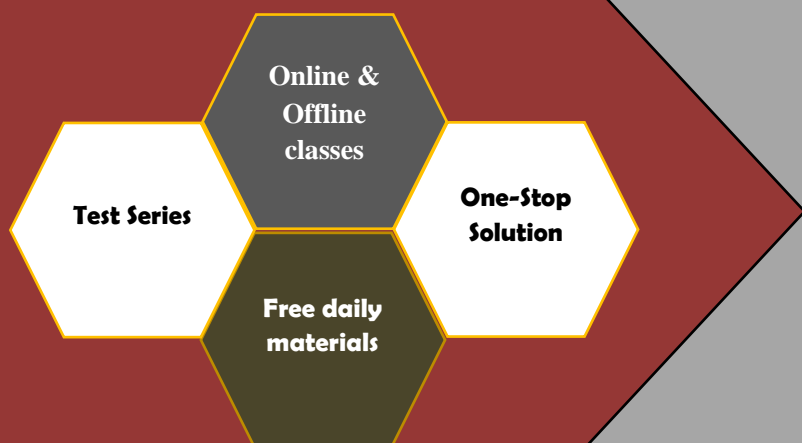 Online &
Offline
classes
Test Series
One-Stop
Solution
Free daily
materials